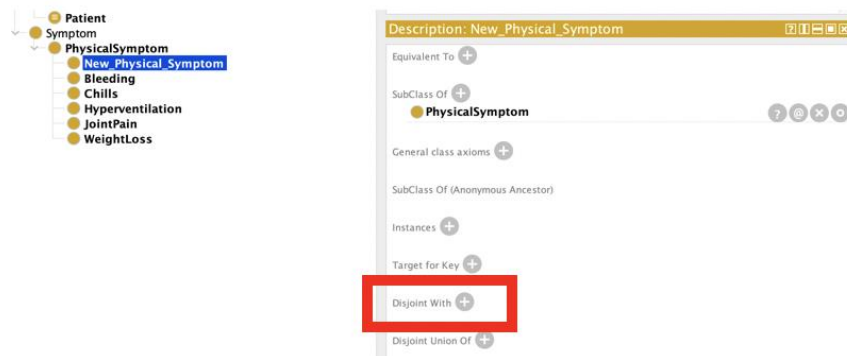 Patient
Symptom
PhysicalSymptom
New_Physical_Symptom
Bleeding
Chills
Hyperventilation
JointPain
WeightLoss
Description: New_Physical_Symptom
Equivalent To
SubClass Of
PhysicalSymptom
General class axioms
SubClass Of (Anonymous Ancestor)
Instances
Target for Key
Disjoint With
Disjoint Union Of